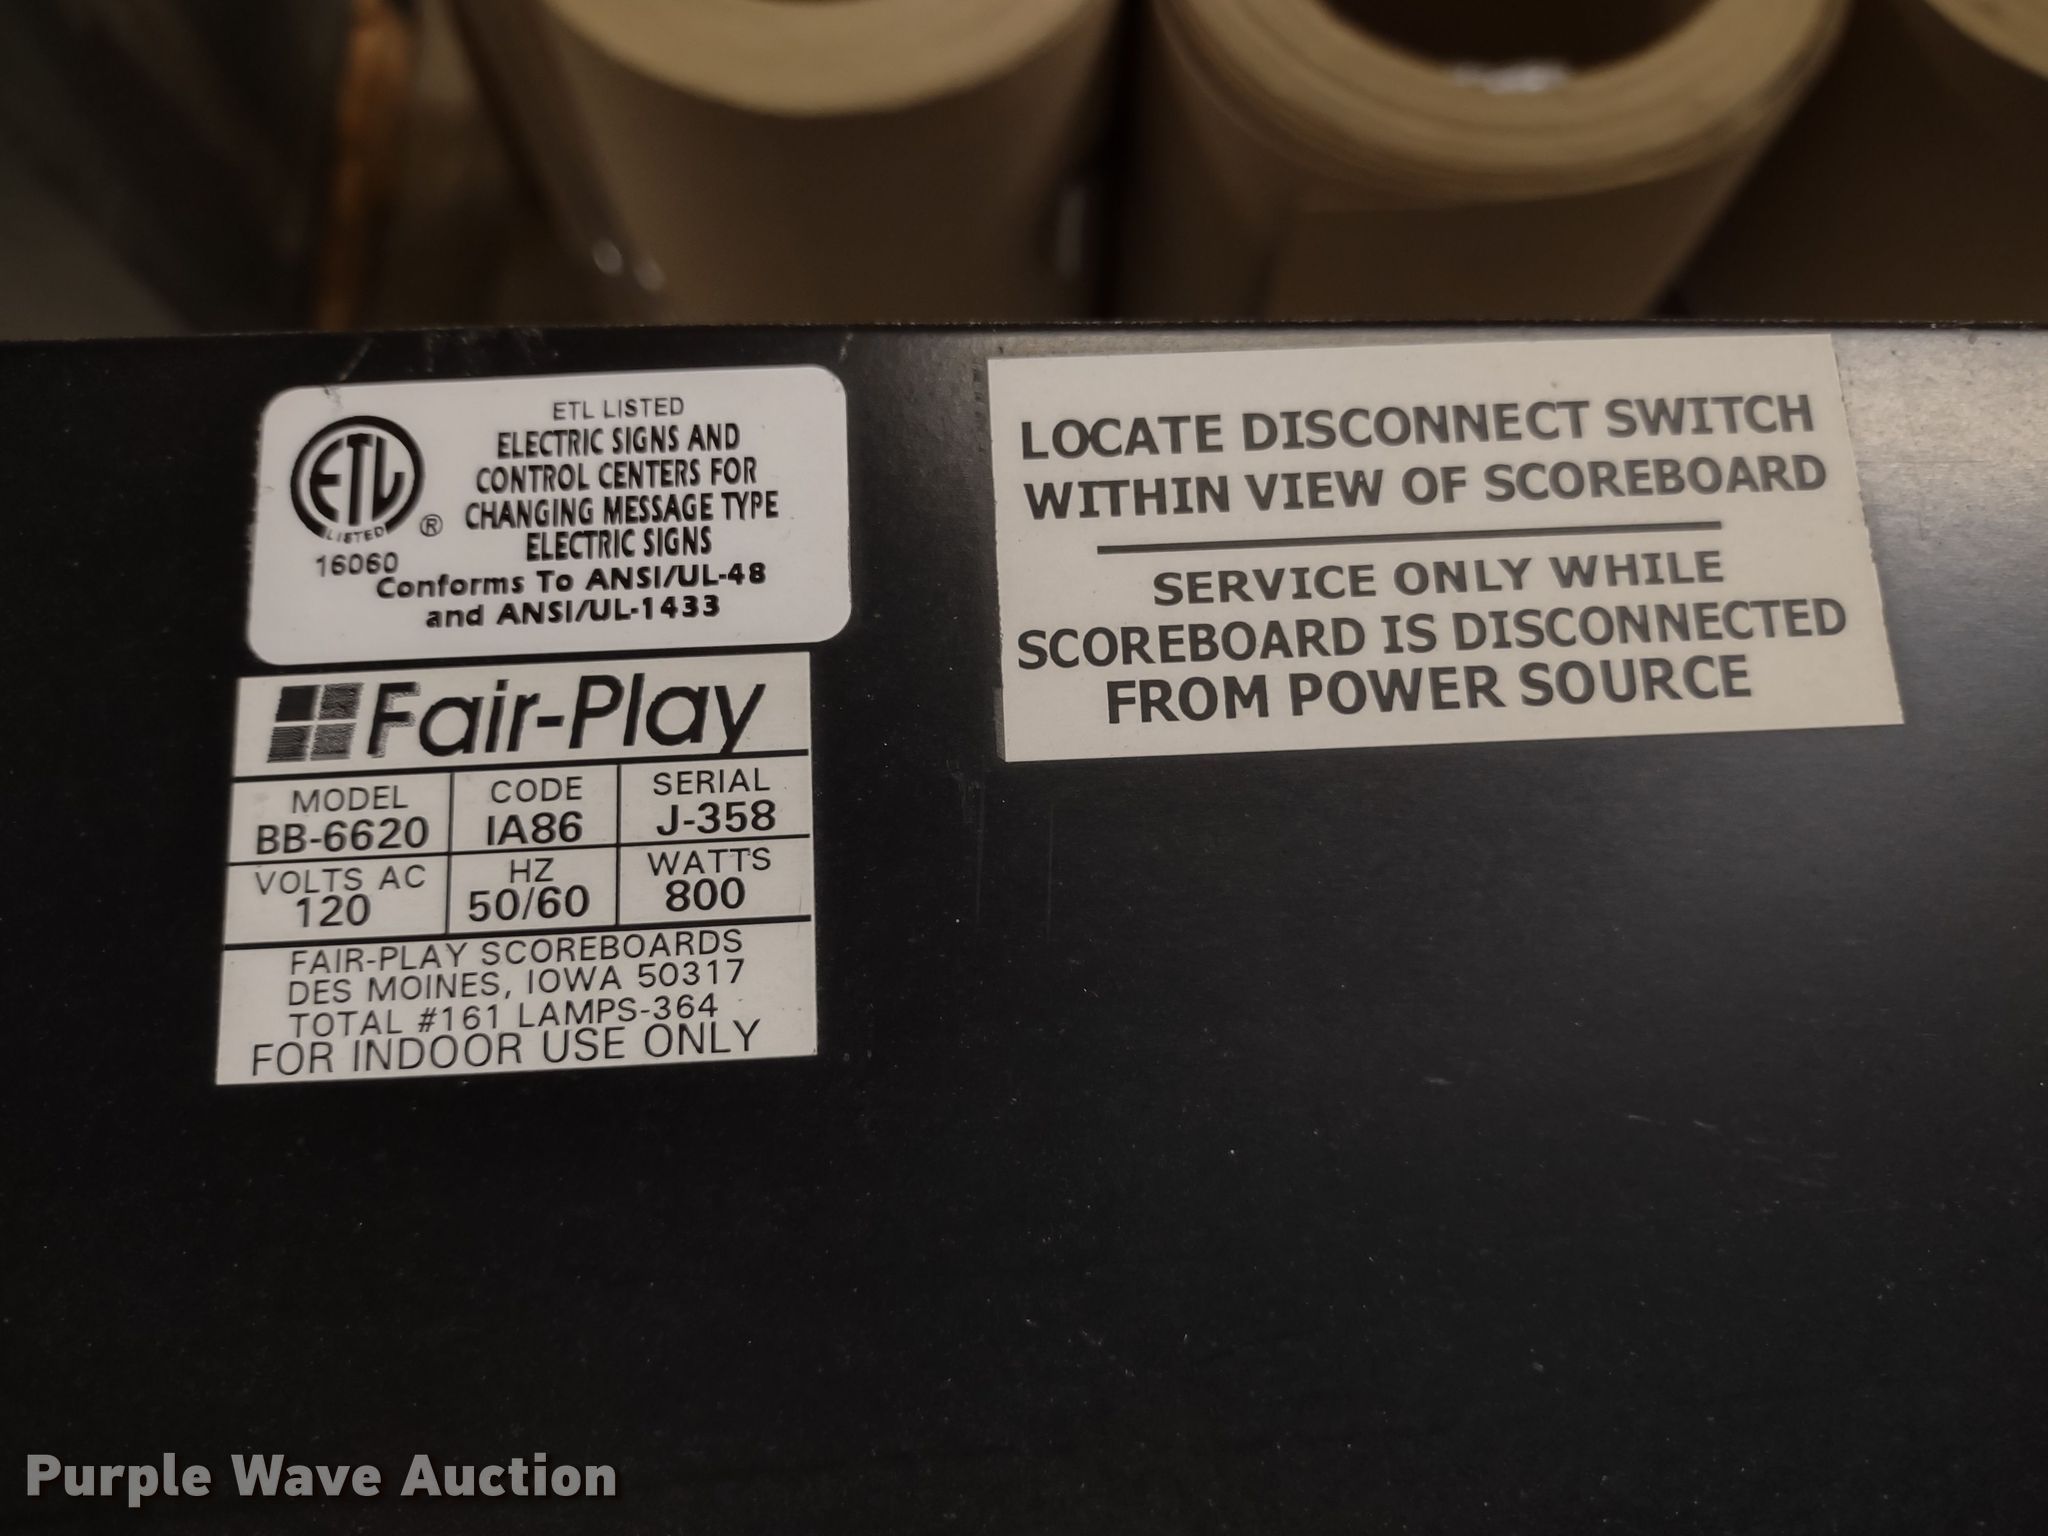 ETL LISTED
ELECTRIC SIGNS AND
CONTROL CENTERS FOR
CHANGING MESSAGE TYPE
ELECTRIC SIGNS
ETL
LISTED
®
16060
Conforms To ANSI/UL-48
and ANSI/UL-1433
Fair-Play
MODEL CODE SERIAL
BB-6620 IA86 J-358
VOLTS AC HZ WATTS
120 50/60 800
FAIR-PLAY SCOREBOARDS
DES MOINES, IOWA 50317
TOTAL #161 LAMPS-364
FOR INDOOR USE ONLY
LOCATE DISCONNECT SWITCH
WITHIN VIEW OF SCOREBOARD
SERVICE ONLY WHILE
SCOREBOARD IS DISCONNECTED
FROM POWER SOURCE
Purple Wave Auction